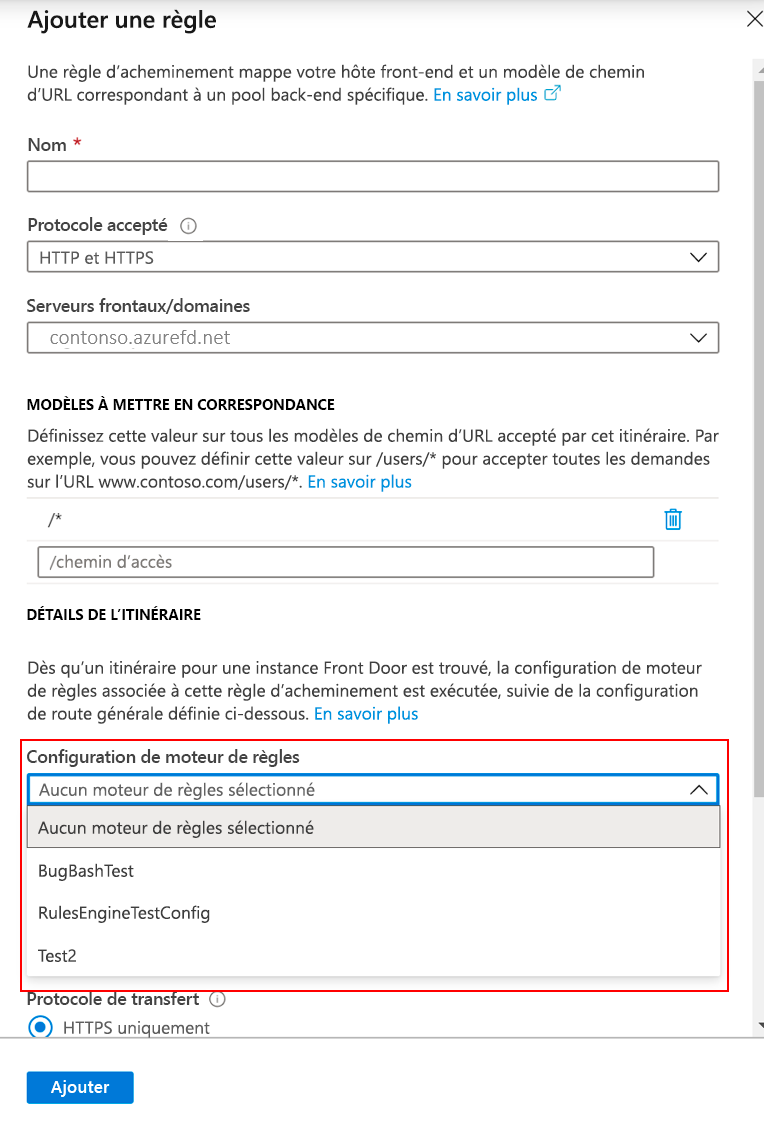 Ajouter une règle
Une règle d’acheminement mappe votre hôte front-end et un modèle de chemin
d’URL correspondant à un pool back-end spécifique. En savoir plus
Nom *
Protocole accepté
HTTP et HTTPS
Serveurs frontaux/domaines
contonso.azurefd.net
MODÈLES À METTRE EN CORRESPONDANCE
Définissez cette valeur sur tous les modèles de chemin d’URL accepté par cet itinéraire. Par
exemple, vous pouvez définir cette valeur sur /users/* pour accepter toutes les demandes
sur l’URL www.contoso.com/users/*. En savoir plus
/*
/chemin d’accès
DÉTAILS DE L’ITINÉRAIRE
Dès qu’un itinéraire pour une instance Front Door est trouvé, la configuration de moteur
de règles associée à cette règle d’acheminement est exécutée, suivie de la configuration
de route générale définie ci-dessous. En savoir plus
Configuration de moteur de règles
Aucun moteur de règles sélectionné
Aucun moteur de règles sélectionné
BugBashTest
RulesEngineTestConfig
Test2
Protocole de transfert
HTTPS uniquement
Ajouter